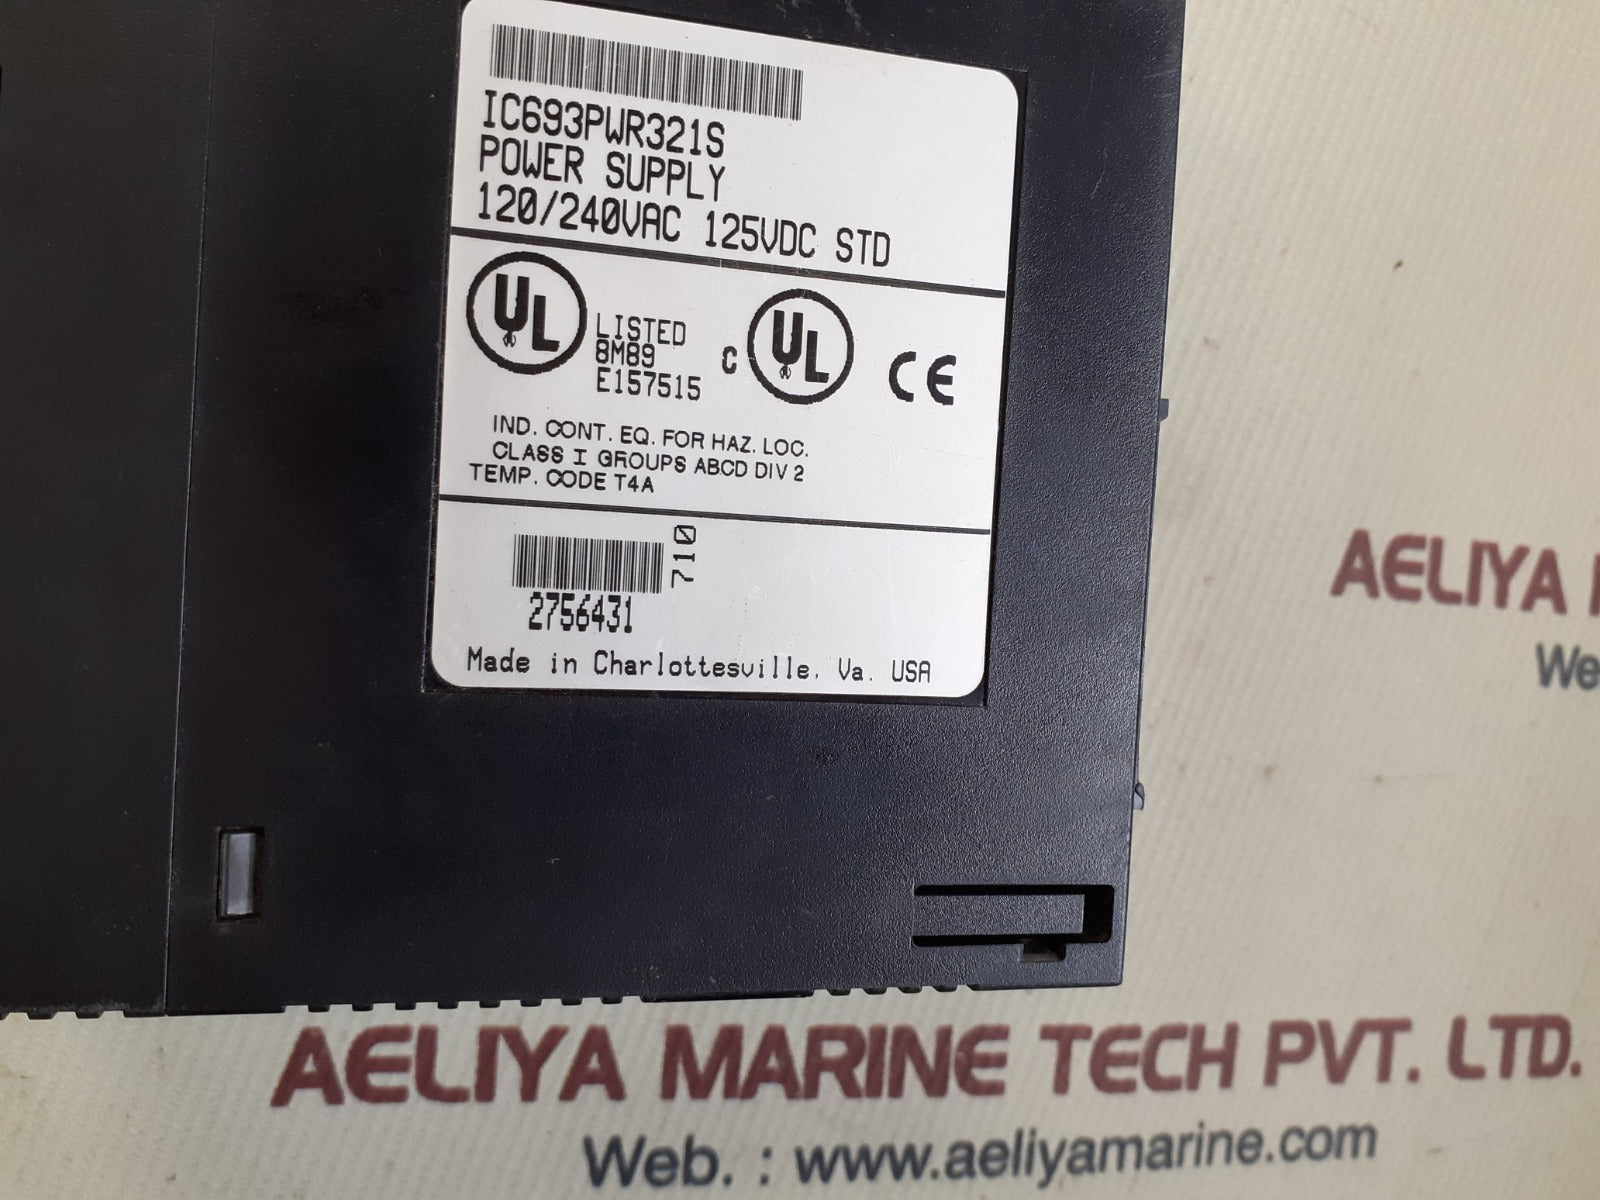 IC693PWR321S
POWER SUPPLY
120/240VAC 125VDC STD
UL
LISTED
8M89
E157515
C UL
CE
IND. CONT. EQ. FOR HAZ. LOC.
CLASS I GROUPS ABCD DIV 2
TEMP. CODE T4A
710
2756431
Made in Charlottesville, Va. USA
AELIYA
We
AELIYA MARINE TECH PVT. LTD.
Web. : www.aeliyamarine.com